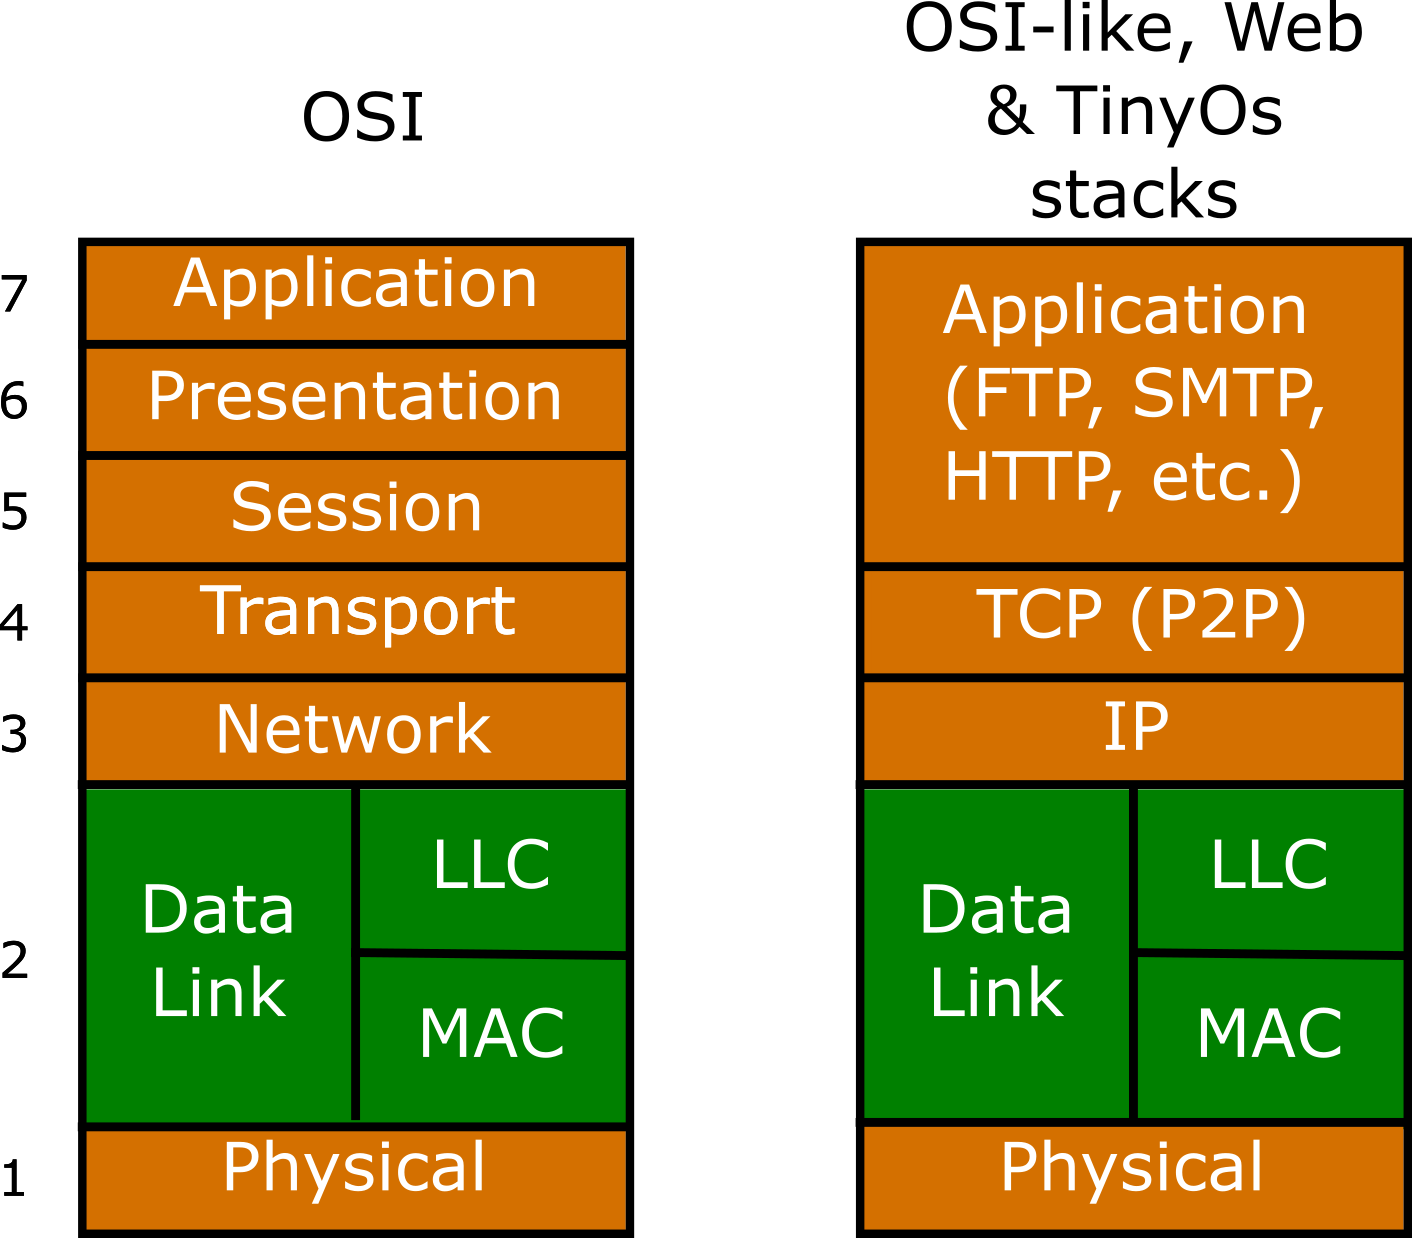 OSI
7
Application
6
Presentation
5
Session
4
Transport
3
Network
2
Data
Link
LLC
MAC
1
Physical
OSI-like, Web
& TinyOs
stacks
Application
(FTP, SMTP,
HTTP, etc.)
TCP (P2P)
IP
Data
Link
LLC
MAC
Physical